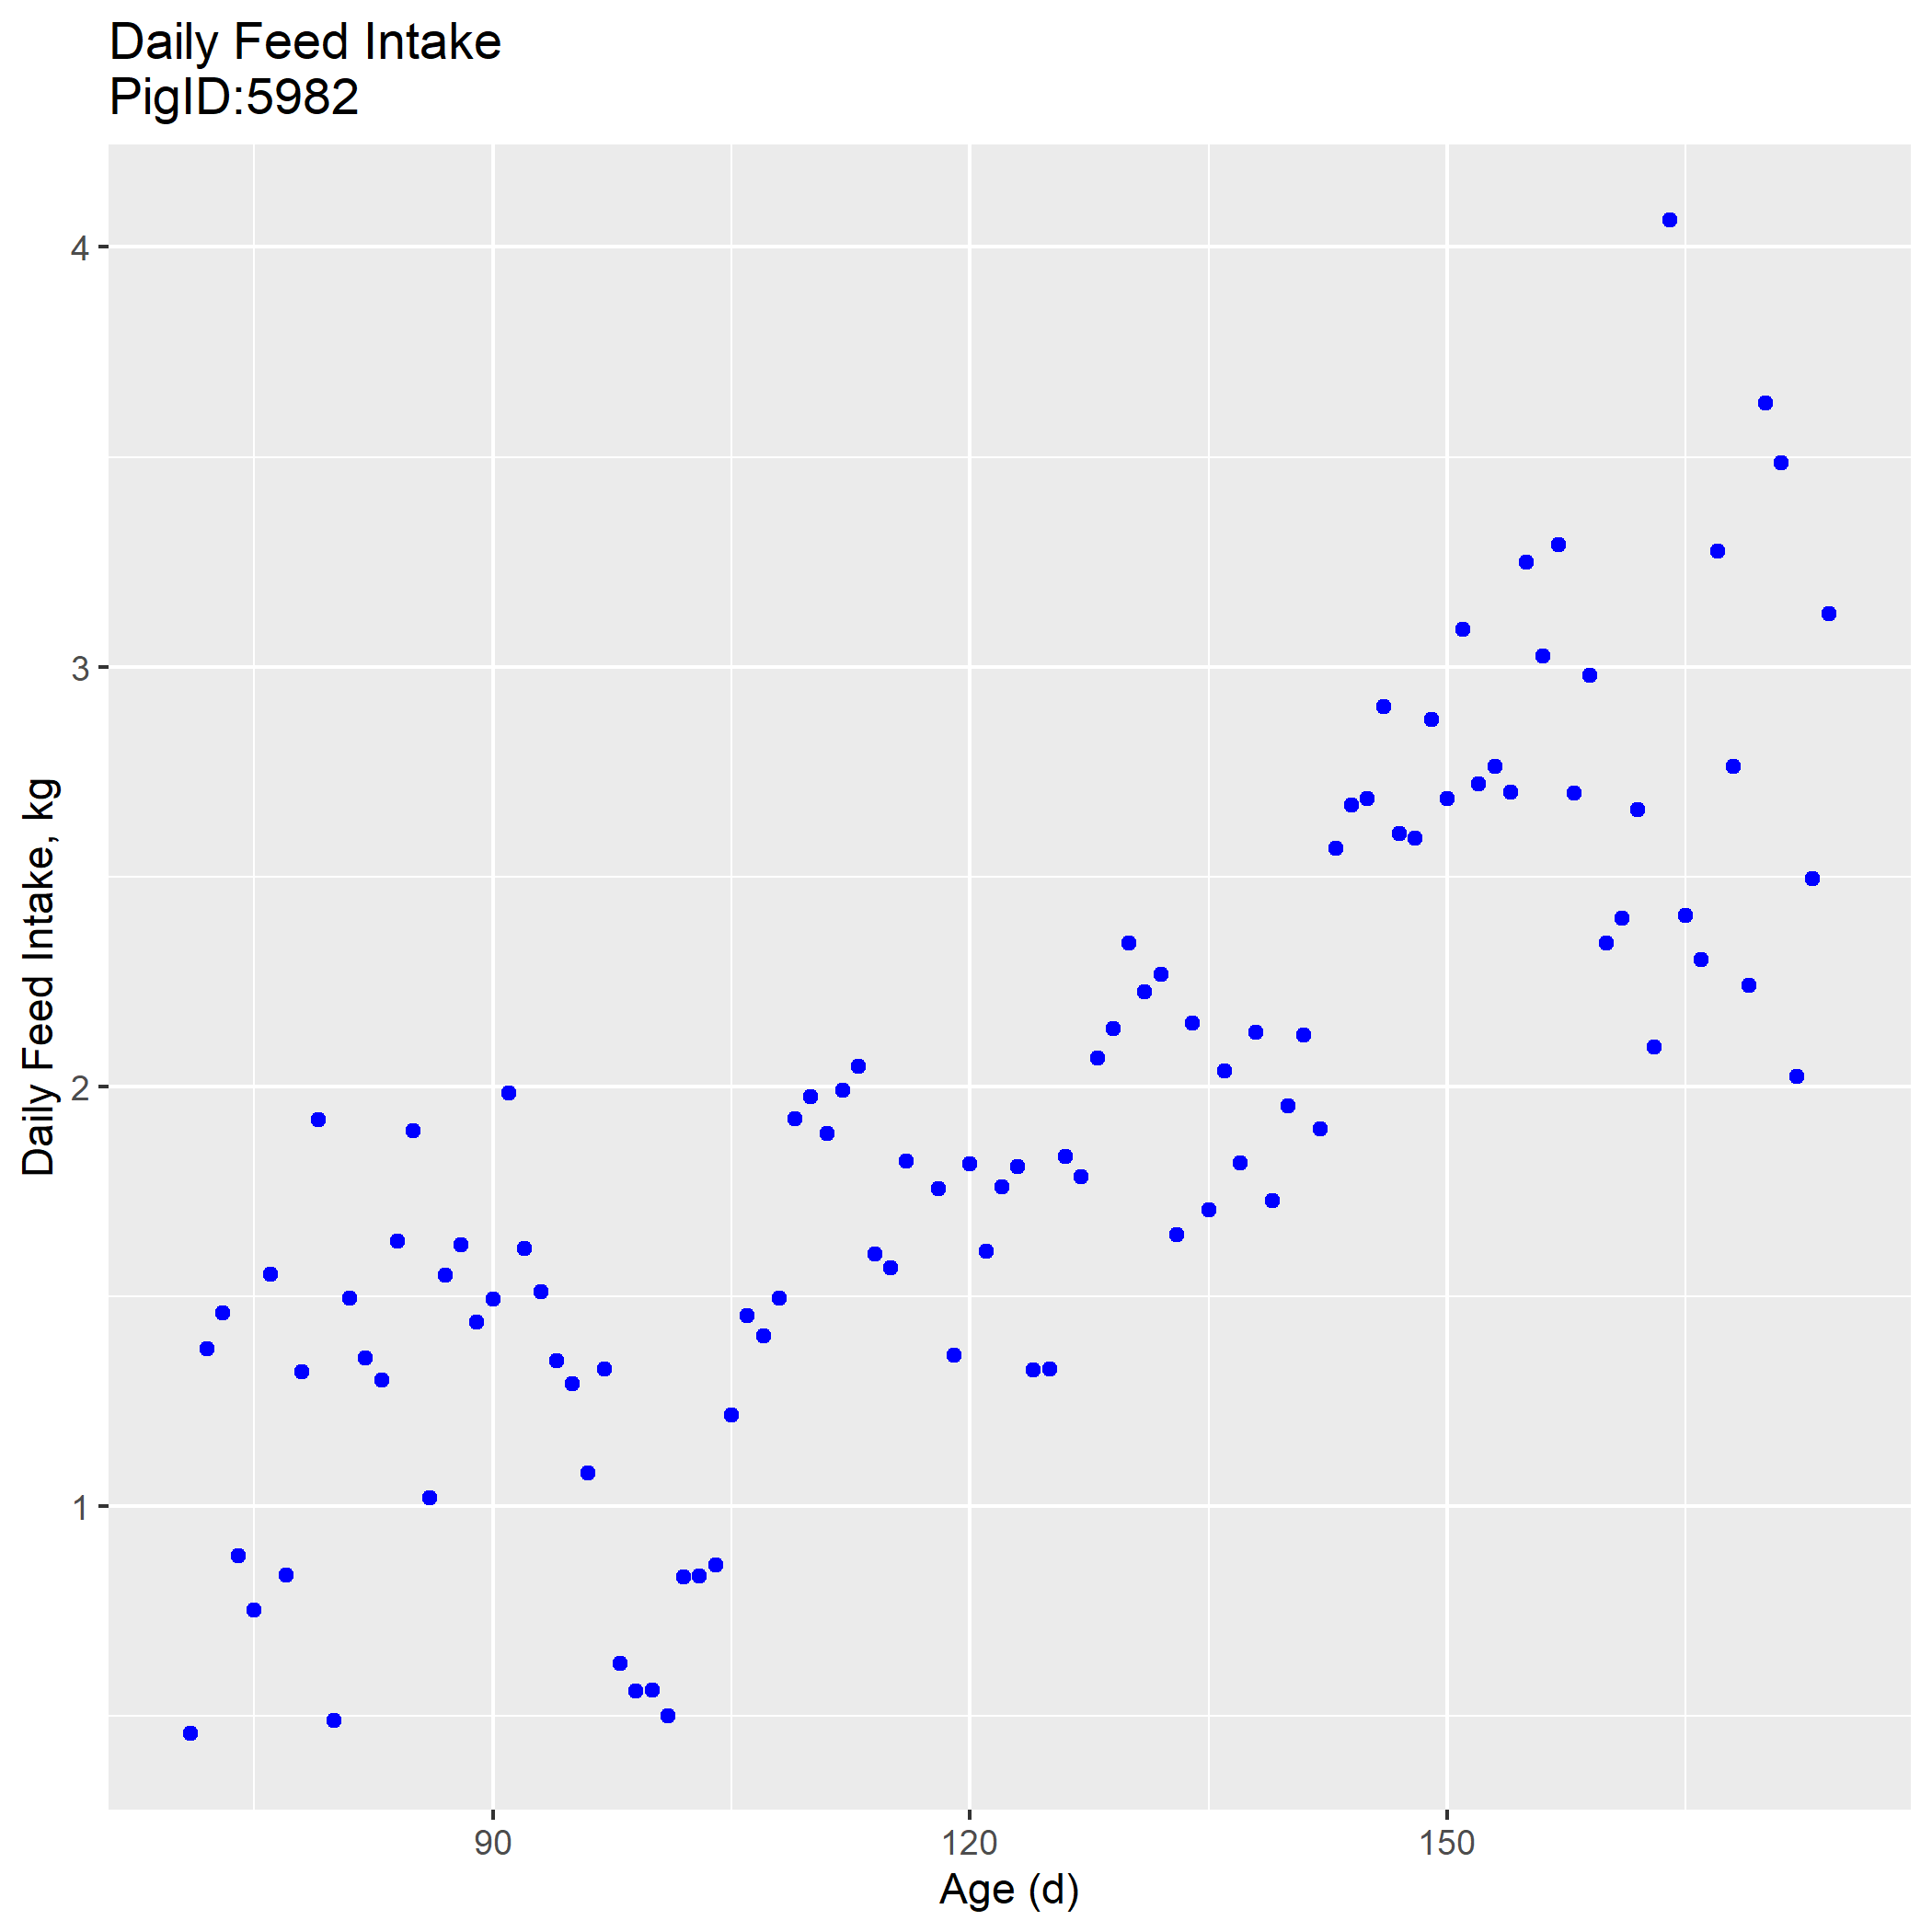 Daily Feed Intake
PigID:5982
4
3
2
1
Daily Feed Intake, kg
90 120 150
Age (d)